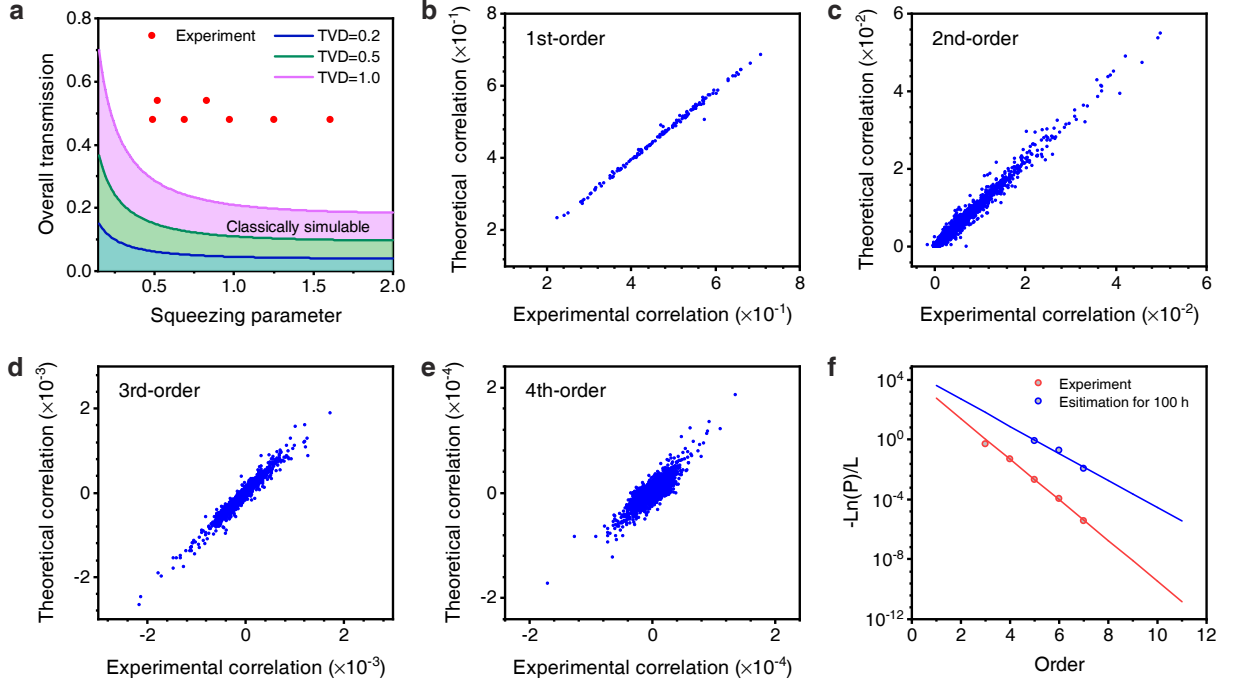 a
Overall transmission
0.8
0.6
0.4
0.2
0.0
Experiment
TVD=0.2
TVD=0.5
TVD=1.0
Classically simulable
0.5
1.0
1.5
2.0
Squeezing parameter
b
Theoretical correlation (×10⁻¹)
1st-order
6
4
2
2
4
6
8
Experimental correlation (×10⁻¹)
c
Theoretical correlation (×10⁻²)
2nd-order
6
4
2
0
0
2
4
6
Experimental correlation (×10⁻²)
d
Theoretical correlation (×10⁻³)
3rd-order
2
0
-2
-2
0
2
Experimental correlation (×10⁻³)
e
Theoretical correlation (×10⁻⁴)
4th-order
2
0
-2
-2
0
2
Experimental correlation (×10⁻⁴)
f
-Ln(P)/L
10⁴
10⁰
10⁻⁴
10⁻⁸
10⁻¹²
Experiment
Esitimation for 100 h
0
2
4
6
8
10
12
Order